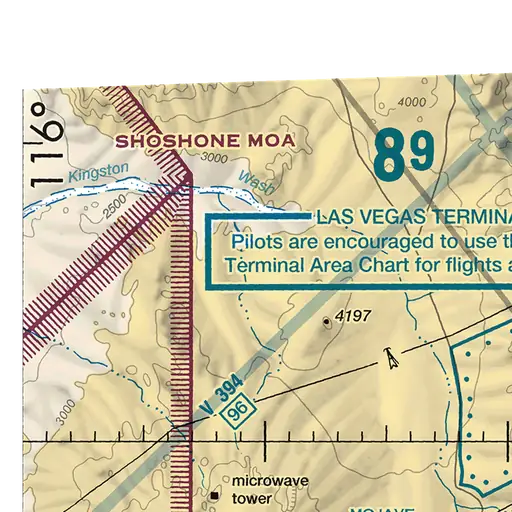 4000
116°
SHOSHONE MOA
89
3000
Kingston
Wash
2500
LAS VEGAS TERMINA
Pilots are encouraged to use th
Terminal Area Chart for flights a
4197
V 394
96
3000
microwave
tower
MOJAVE